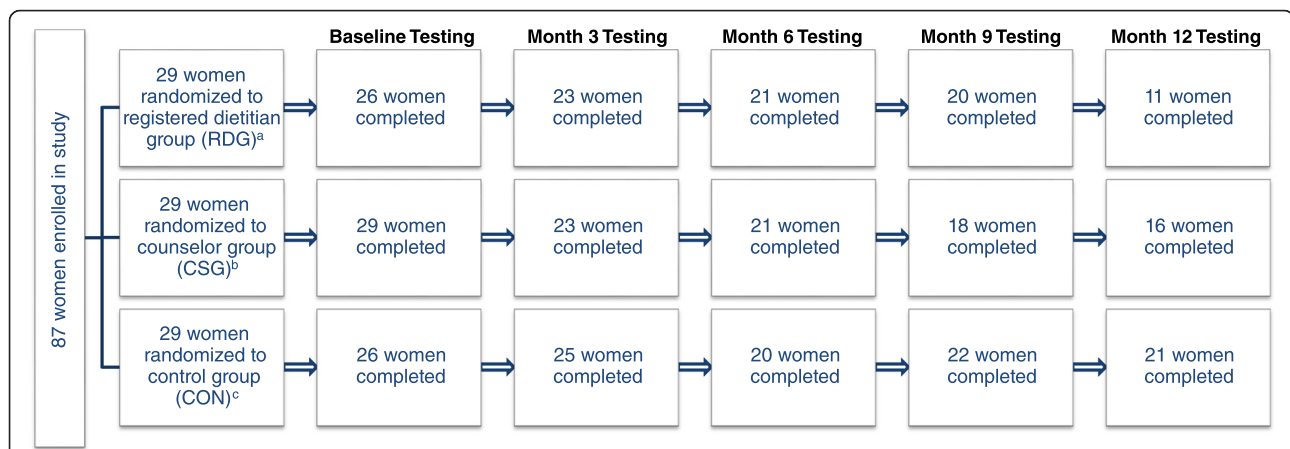 87 women enrolled in study
Baseline Testing
Month 3 Testing
Month 6 Testing
Month 9 Testing
Month 12 Testing
29 women
randomized to
registered dietitian
group (RDG)a
26 women
completed
23 women
completed
21 women
completed
20 women
completed
11 women
completed
29 women
randomized to
counselor group
(CSG)b
29 women
completed
23 women
completed
21 women
completed
18 women
completed
16 women
completed
29 women
randomized to
control group
(CON)c
26 women
completed
25 women
completed
20 women
completed
22 women
completed
21 women
completed